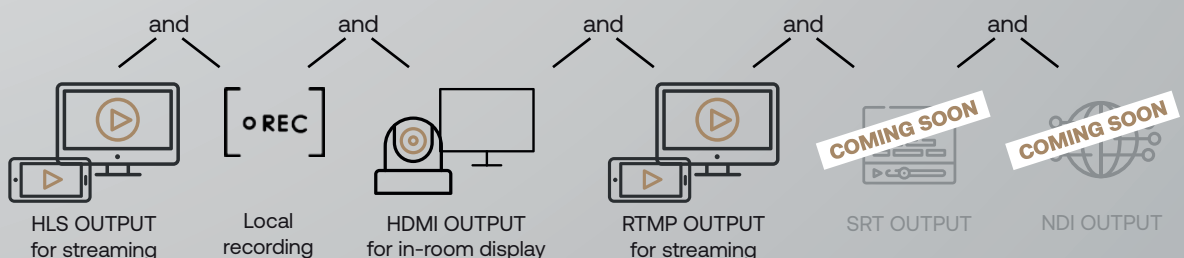 and and and and and
REC
COMING SOON COMING SOON
HLS OUTPUT
for streaming
Local
recording
HDMI OUTPUT
for in-room display
RTMP OUTPUT
for streaming
SRT OUTPUT
NDI OUTPUT